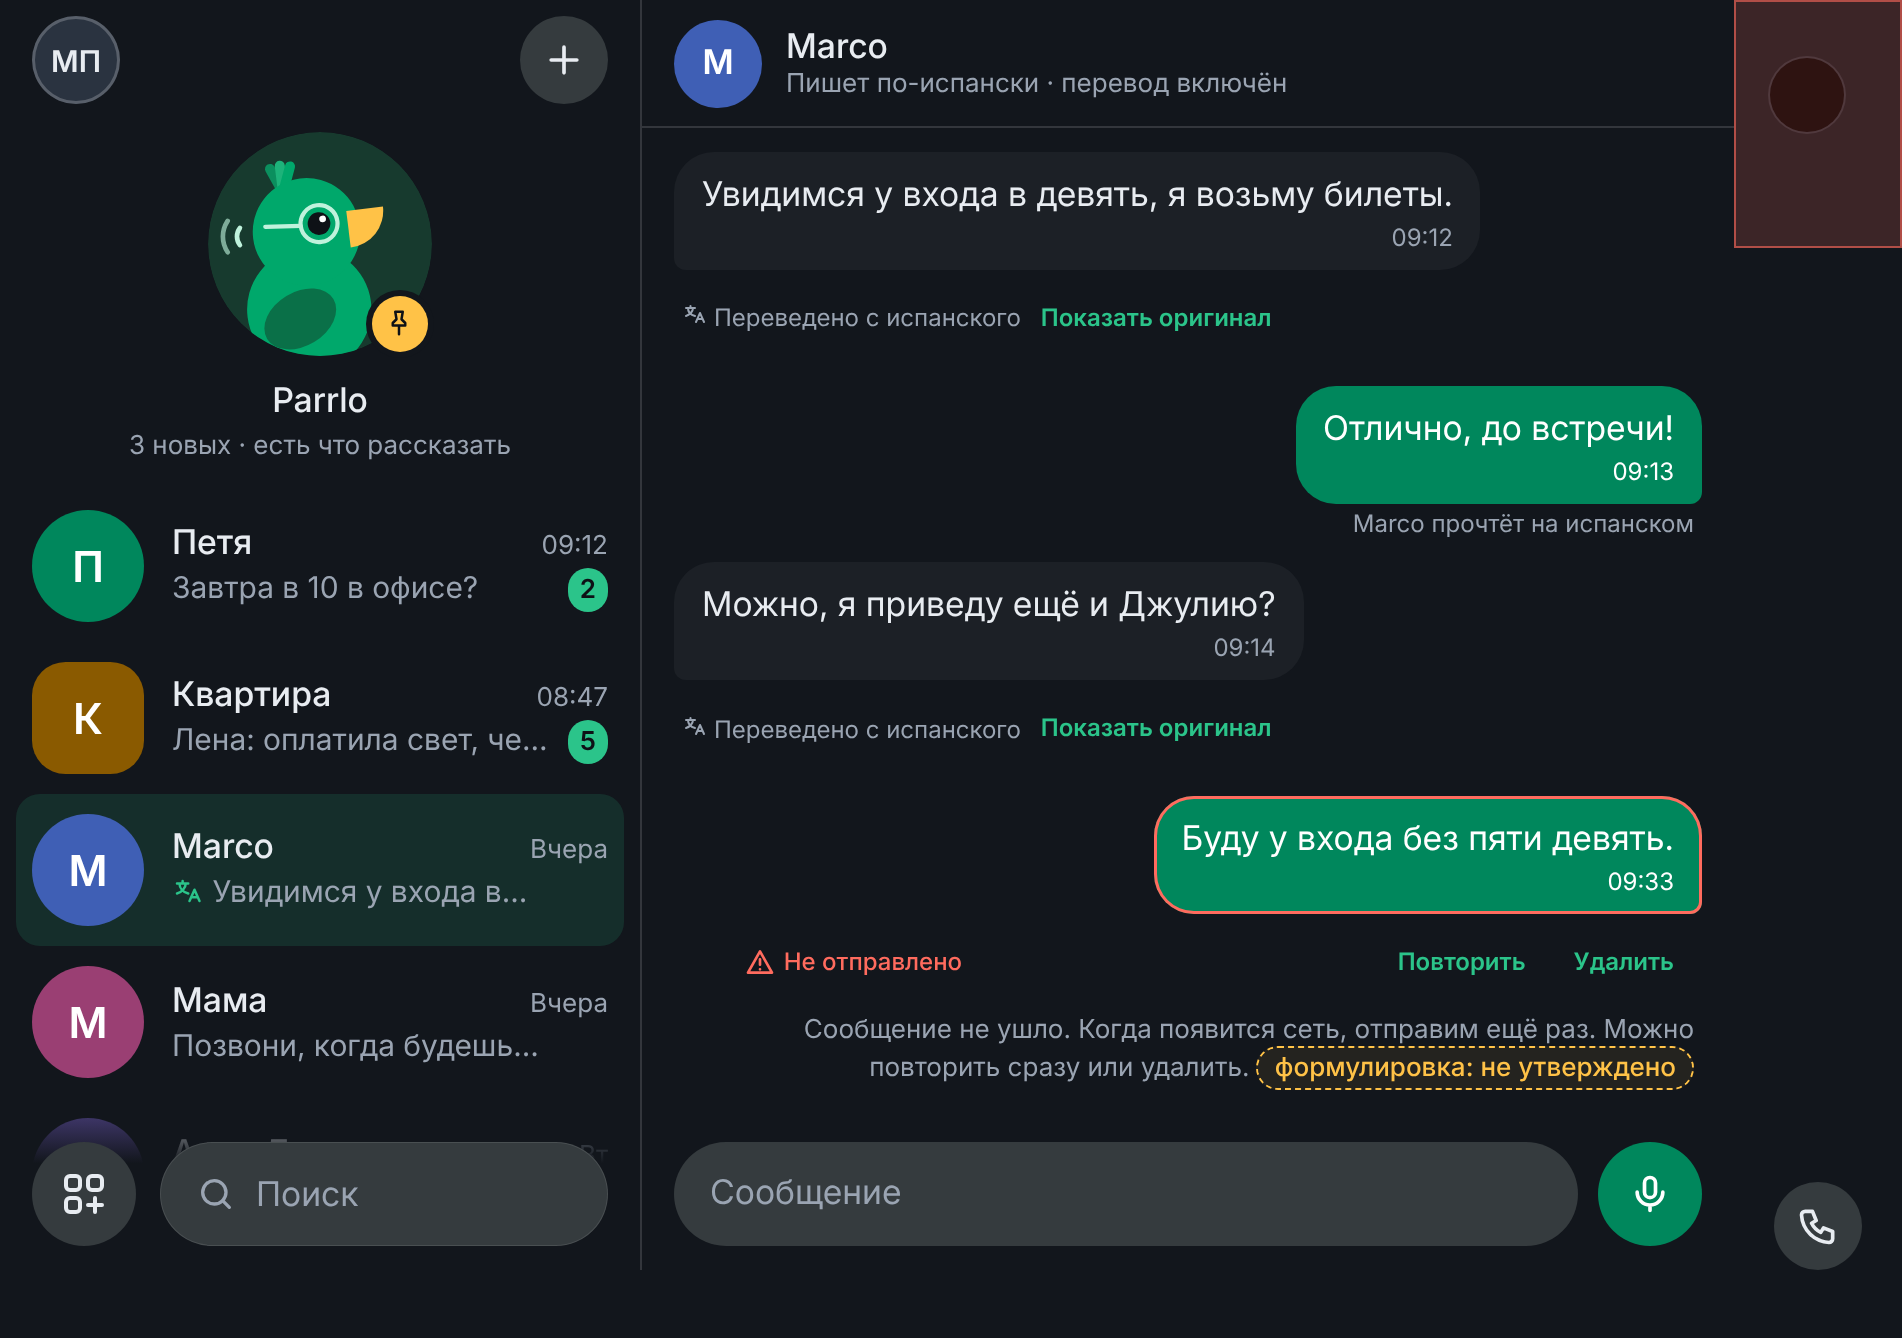 МП
Parrlo
3 новых · есть что рассказать
П
Петя
09:12
Завтра в 10 в офисе?
2
К
Квартира
08:47
Лена: оплатила свет, че...
5
M
Marco
Вчера
Увидимся у входа в...
М
Мама
Вчера
Позвони, когда будешь...
Поиск
M
Marco
Пишет по-испански · перевод включён
Увидимся у входа в девять, я возьму билеты.
09:12
Переведено с испанского Показать оригинал
Отлично, до встречи!
09:13
Marco прочтёт на испанском
Можно, я приведу ещё и Джулию?
09:14
Переведено с испанского Показать оригинал
Буду у входа без пяти девять.
09:33
Не отправлено Повторить Удалить
Сообщение не ушло. Когда появится сеть, отправим ещё раз. Можно
повторить сразу или удалить. формулировка: не утверждено
Сообщение